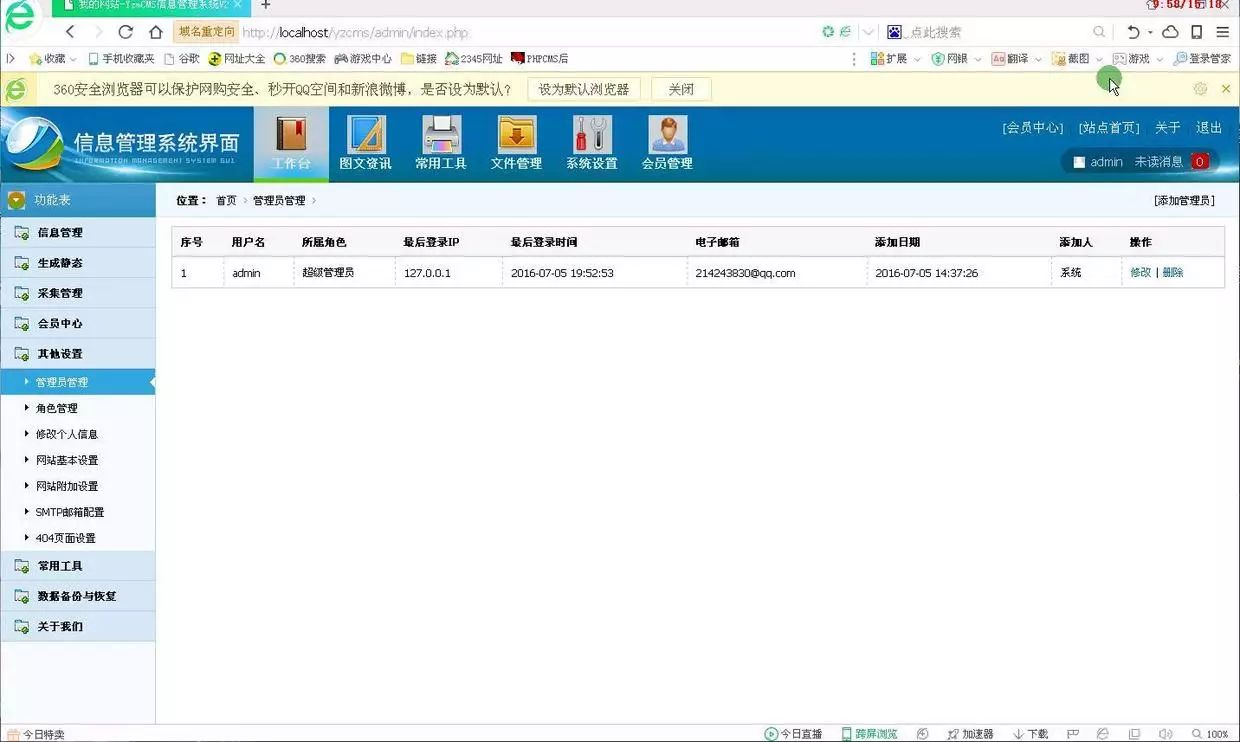 我的网站-YzmCMS信息管理系统V2
域名重定向 http://localhost/yzcms/admin/index.php 点此搜索
收藏 手机收藏夹 谷歌 网址大全 360搜索 游戏中心 链接 2345网址 PHPCMS后 扩展 网银 翻译 截图 游戏 登录管家
360安全浏览器可以保护网购安全、秒开QQ空间和新浪微博，是否设为默认？ 设为默认浏览器 关闭
信息管理系统界面
INFORMATION MANAGEMENT SYSTEM GUI
工作台 图文资讯 常用工具 文件管理 系统设置 会员管理
[会员中心] [站点首页] 关于 退出
admin 未读消息 0
功能表
位置： 首页 > 管理员管理 >
[添加管理员]
序号 用户名 所属角色 最后登录IP 最后登录时间 电子邮箱 添加日期 添加人 操作
1 admin 超级管理员 127.0.0.1 2016-07-05 19:52:53 214243830@qq.com 2016-07-05 14:37:26 系统 修改 | 删除
信息管理
生成静态
采集管理
会员中心
其他设置
管理员管理
角色管理
修改个人信息
网站基本设置
网站附加设置
SMTP邮箱配置
404页面设置
常用工具
数据备份与恢复
关于我们
今日特卖 今日直播 跨屏浏览 加速器 下载 100%